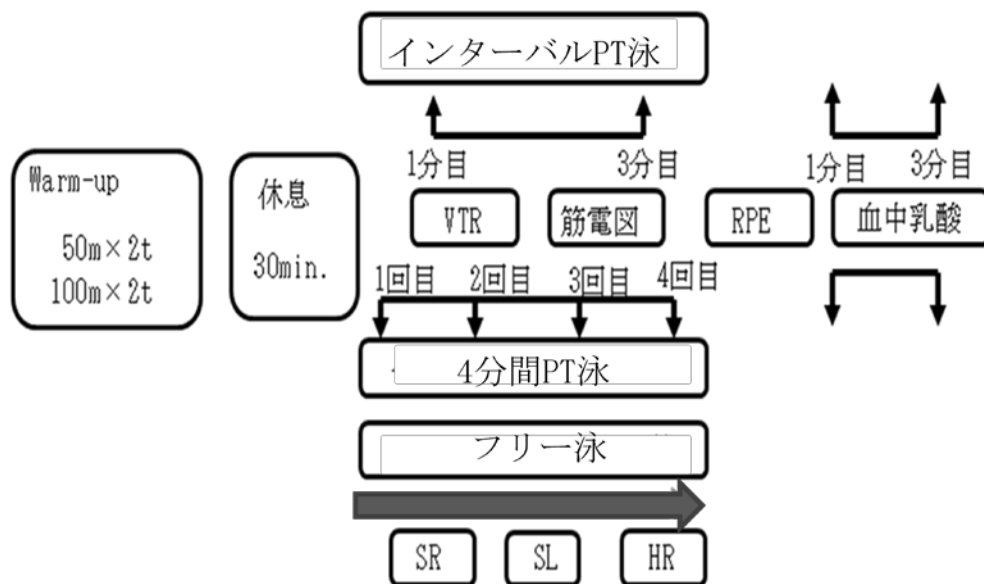 インターバルPT泳
1分目
3分目
1分目
3分目
Warm-up
50m×2t
100m×2t
休息
30min.
VTR
筋電図
RPE
血中乳酸
1回目
2回目
3回目
4回目
4分間PT泳
フリー泳
SR
SL
HR